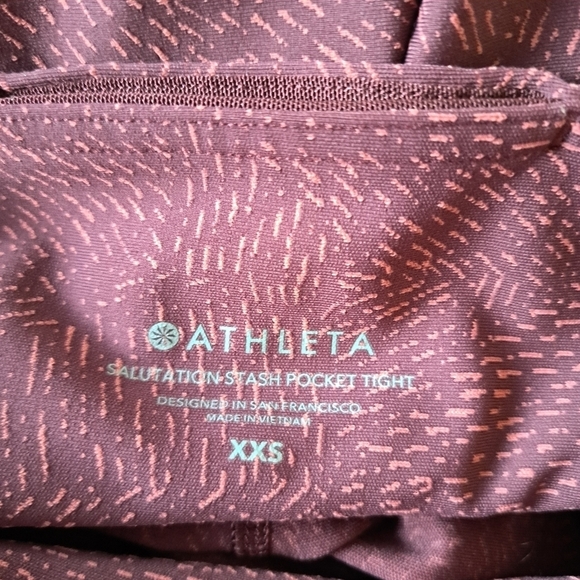 ATHLETA
SALUTATION STASH POCKET TIGHT
DESIGNED IN SAN FRANCISCO
MADE IN VIETNAM
XXS